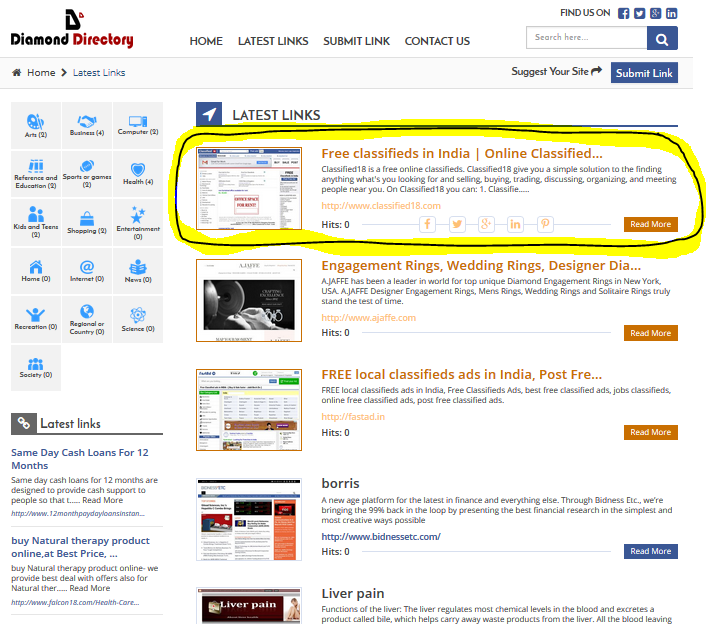 Diamond Directory
FIND US ON
HOME LATEST LINKS SUBMIT LINK CONTACT US
Search here...
Home Latest Links
Suggest Your Site Submit Link
Arts (2)
Business (4)
Computer (2)
Reference and
Education (2)
Sports or games
(2)
Health (4)
Kids and Teens
(2)
Shopping (2)
Entertainment
(0)
Home (0)
Internet (0)
News (0)
Recreation (0)
Regional or
Country (0)
Science (0)
Society (0)
Latest links
Same Day Cash Loans For 12
Months
Same day cash loans for 12 months are
designed to provide cash support to
people so that t..... Read More
http://www.12monthpaydayloansinston...
buy Natural therapy product
online,at Best Price, ...
buy Natural therapy product online- we
provide best deal with offers also for
Natural ther..... Read More
http://www.falcon18.com/Health-Care...
LATEST LINKS
OFFICE SPACE
FOR
RENT
Free classifieds in India | Online Classified...
Classified18 is a free online classifieds. Classified18 give you a simple solution to the finding
anything what's you looking for and selling, buying, trading, discussing, organizing, and meeting
people near you. On Classified18 you can: 1. Classifie.....
http://www.classified18.com
Hits: 0
Read More
A.JAFFE
CRAFTING
EXCELLENCE
Engagement Rings, Wedding Rings, Designer Dia...
A.JAFFE has been a leader in world for top unique Diamond Engagement Rings in New York,
USA. A.JAFFE Designer Engagement Rings, Mens Rings, Wedding Rings and Solitaire Rings truly
stand the test of time.
http://www.ajaffe.com
Hits: 0
Read More
FREE local classifieds ads in India, Post Fre...
FREE local classifieds ads in India, Free Classifieds Ads, best free classified ads, jobs classifieds,
online free classified ads, post free classified ads.
http://fastad.in
Hits: 0
Read More
BIDNESSETC
borris
A new age platform for the latest in finance and everything else. Through Bidness Etc., we're
bringing the 99% back in the loop by presenting the best financial research in the simplest and
most creative ways possible
http://www.bidnessetc.com/
Hits: 0
Read More
Liver pain
Liver pain
Functions of the liver: The liver regulates most chemical levels in the blood and excretes a
product called bile, which helps carry away waste products from the liver. All the blood leaving